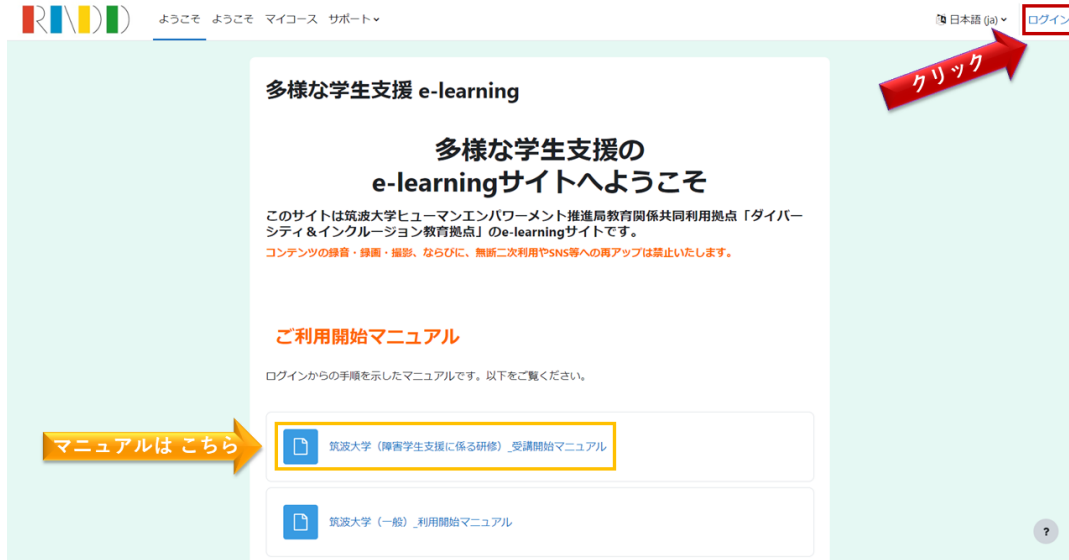 RINDD ようこそ ようこそ マイコース サポート 日本語 (ja) ログイン
クリック
多様な学生支援 e-learning
多様な学生支援の
e-learningサイトへようこそ
このサイトは筑波大学ヒューマンエンパワーメント推進局教育関係共同利用拠点「ダイバー
シティ＆インクルージョン教育拠点」のe-learningサイトです。
コンテンツの録音・録画・撮影、ならびに、無断二次利用やSNS等への再アップは禁止いたします。
ご利用開始マニュアル
ログインからの手順を示したマニュアルです。以下をご覧ください。
マニュアルは こちら
筑波大学（障害学生支援に係る研修）_受講開始マニュアル
筑波大学（一般）_利用開始マニュアル
?